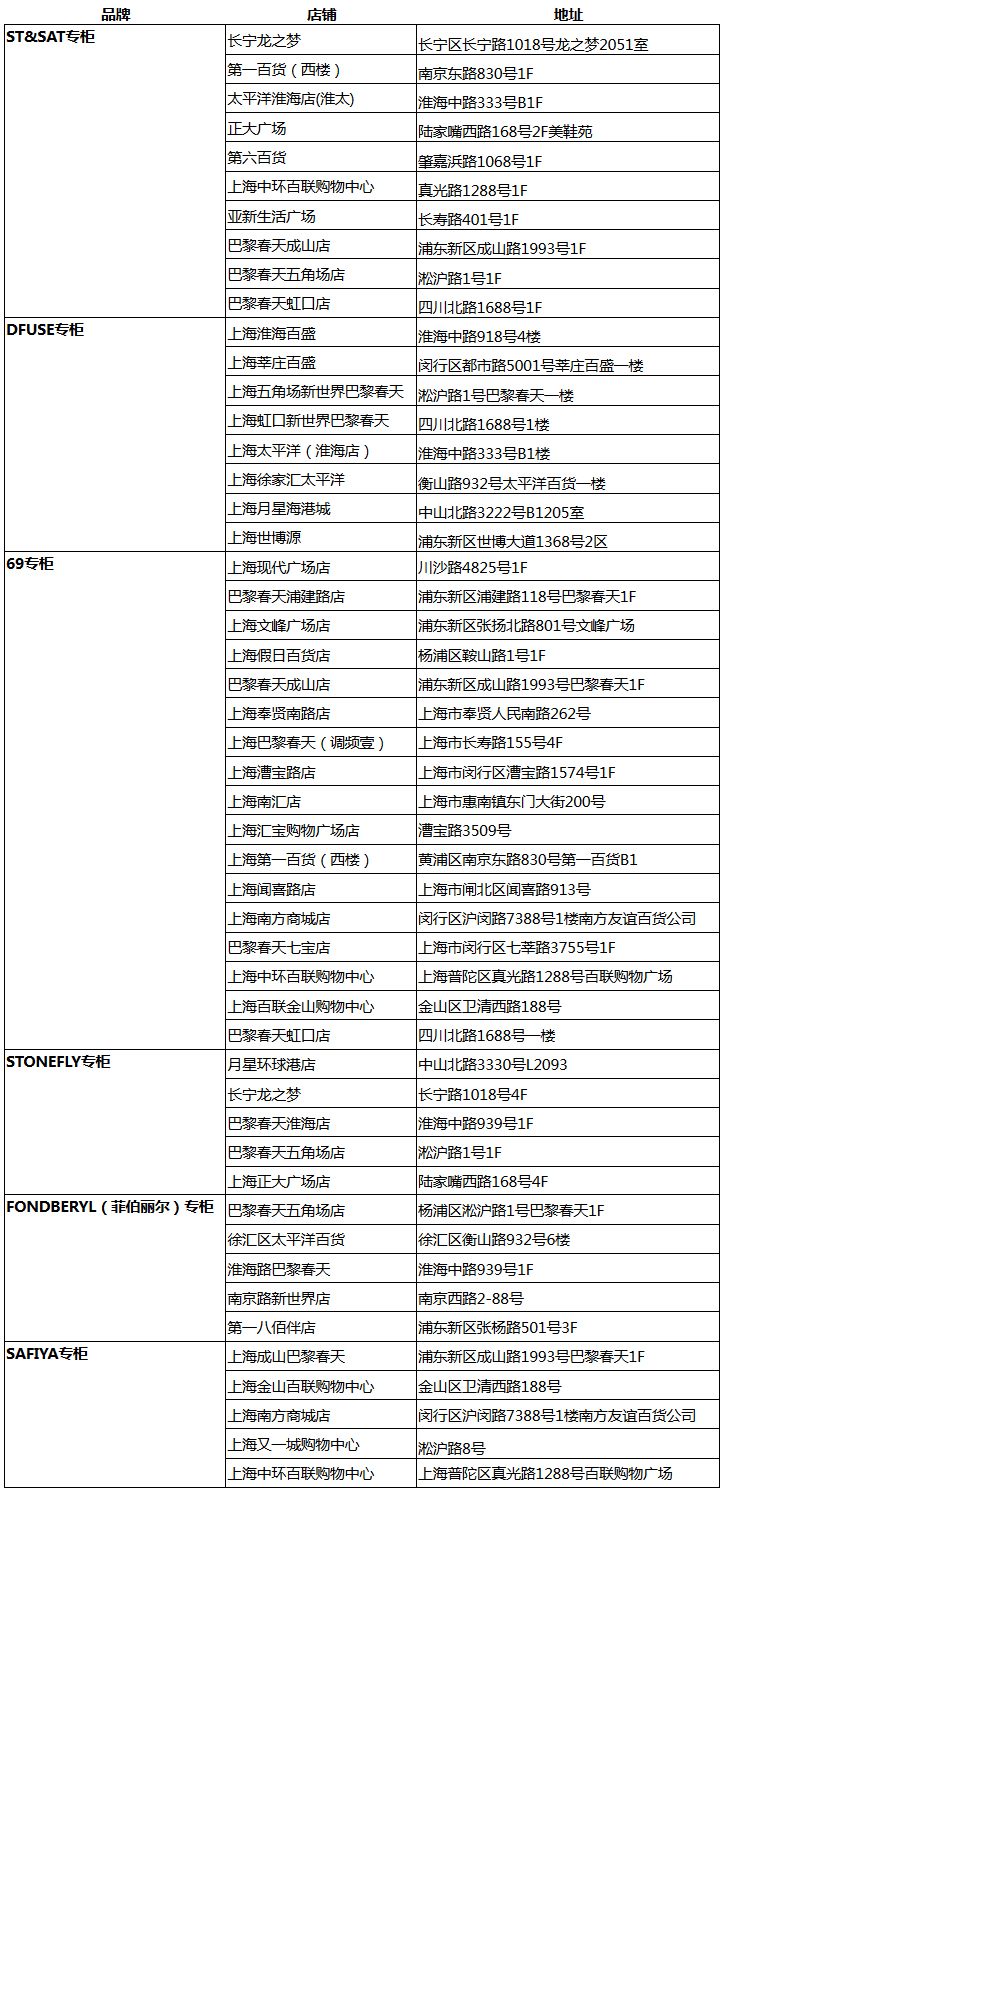 品牌 店铺 地址
ST&SAT专柜 长宁龙之梦 长宁区长宁路1018号龙之梦2051室
第一百货（西楼） 南京东路830号1F
太平洋淮海店(淮太) 淮海中路333号B1F
正大广场 陆家嘴西路168号2F美鞋苑
第六百货 肇嘉浜路1068号1F
上海中环百联购物中心 真光路1288号1F
亚新生活广场 长寿路401号1F
巴黎春天成山店 浦东新区成山路1993号1F
巴黎春天五角场店 淞沪路1号1F
巴黎春天虹口店 四川北路1688号1F
DFUSE专柜 上海淮海百盛 淮海中路918号4楼
上海莘庄百盛 闵行区都市路5001号莘庄百盛一楼
上海五角场新世界巴黎春天 淞沪路1号巴黎春天一楼
上海虹口新世界巴黎春天 四川北路1688号1楼
上海太平洋（淮海店） 淮海中路333号B1楼
上海徐家汇太平洋 衡山路932号太平洋百货一楼
上海月星海港城 中山北路3222号B1205室
上海世博源 浦东新区世博大道1368号2区
69专柜 上海现代广场店 川沙路4825号1F
巴黎春天浦建路店 浦东新区浦建路118号巴黎春天1F
上海文峰广场店 浦东新区张扬北路801号文峰广场
上海假日百货店 杨浦区鞍山路1号1F
巴黎春天成山店 浦东新区成山路1993号巴黎春天1F
上海奉贤南路店 上海市奉贤人民南路262号
上海巴黎春天（调频壹） 上海市长寿路155号4F
上海漕宝路店 上海市闵行区漕宝路1574号1F
上海南汇店 上海市惠南镇东门大街200号
上海汇宝购物广场店 漕宝路3509号
上海第一百货（西楼） 黄浦区南京东路830号第一百货B1
上海闻喜路店 上海市闸北区闻喜路913号
上海南方商城店 闵行区沪闵路7388号1楼南方友谊百货公司
巴黎春天七宝店 上海市闵行区七莘路3755号1F
上海中环百联购物中心 上海普陀区真光路1288号百联购物广场
上海百联金山购物中心 金山区卫清西路188号
巴黎春天虹口店 四川北路1688号一楼
STONEFLY专柜 月星环球港店 中山北路3330号L2093
长宁龙之梦 长宁路1018号4F
巴黎春天淮海店 淮海中路939号1F
巴黎春天五角场店 淞沪路1号1F
上海正大广场店 陆家嘴西路168号4F
FONDBERYL（菲伯丽尔）专柜 巴黎春天五角场店 杨浦区淞沪路1号巴黎春天1F
徐汇区太平洋百货 徐汇区衡山路932号6楼
淮海路巴黎春天 淮海中路939号1F
南京路新世界店 南京西路2-88号
第一八佰伴店 浦东新区张杨路501号3F
SAFIYA专柜 上海成山巴黎春天 浦东新区成山路1993号巴黎春天1F
上海金山百联购物中心 金山区卫清西路188号
上海南方商城店 闵行区沪闵路7388号1楼南方友谊百货公司
上海又一城购物中心 淞沪路8号
上海中环百联购物中心 上海普陀区真光路1288号百联购物广场